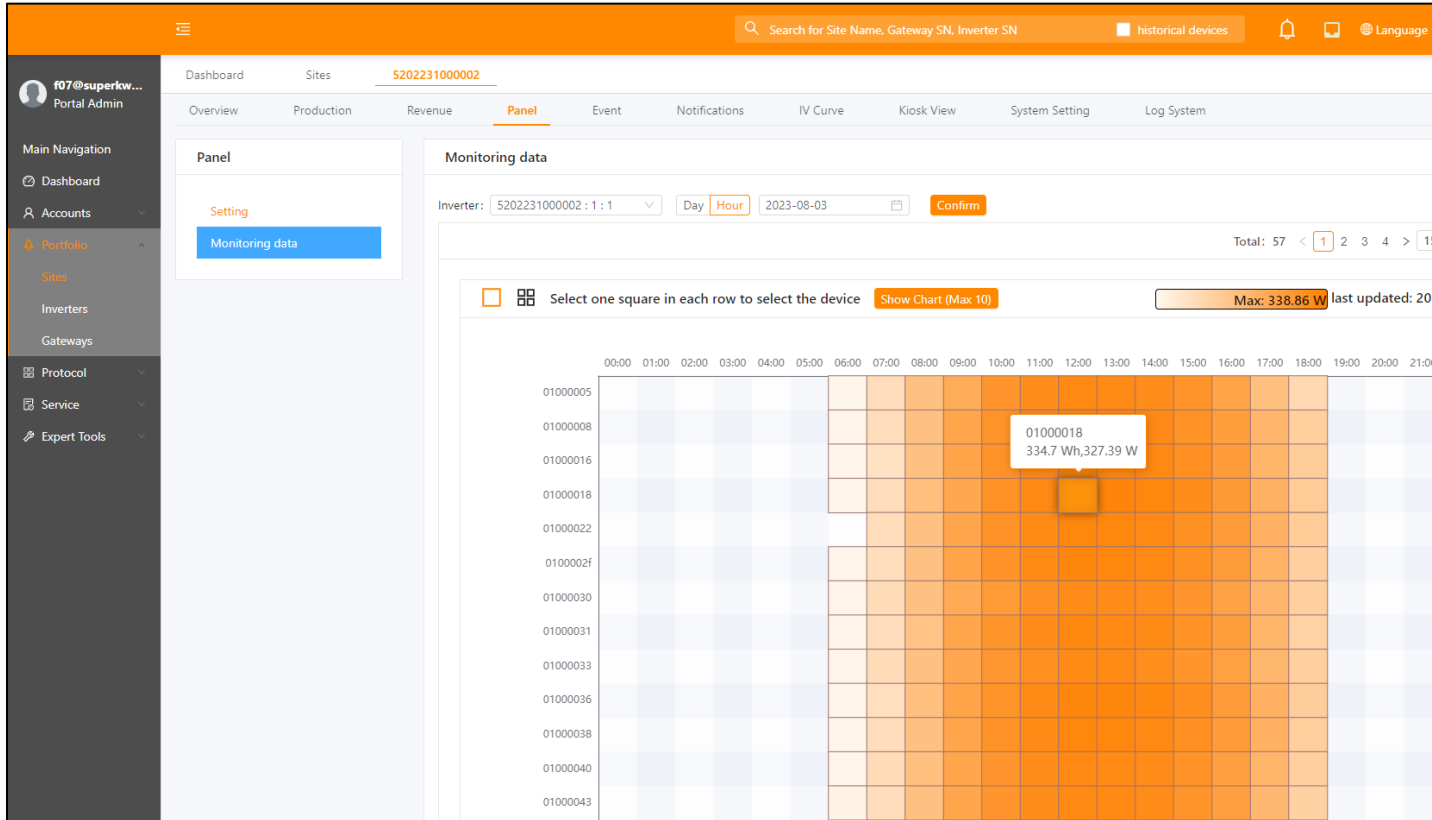 Search for Site Name, Gateway SN, Inverter SN historical devices Language
f07@superkw...
Portal Admin
Dashboard Sites 5202231000002
Overview Production Revenue Panel Event Notifications IV Curve Kiosk View System Setting Log System
Main Navigation
Dashboard
Accounts
Portfolio
Sites
Inverters
Gateways
Protocol
Service
Expert Tools
Panel
Setting
Monitoring data
Monitoring data
Inverter: 5202231000002 : 1 : 1 Day Hour 2023-08-03 Confirm
Total: 57 < 1 2 3 4 > 15
Select one square in each row to select the device Show Chart (Max 10) Max: 338.86 W last updated: 20
00:00 01:00 02:00 03:00 04:00 05:00 06:00 07:00 08:00 09:00 10:00 11:00 12:00 13:00 14:00 15:00 16:00 17:00 18:00 19:00 20:00 21:00
01000005
01000008
01000016
01000018
01000022
0100002f
01000030
01000031
01000033
01000036
01000038
01000040
01000043
01000018
334.7 Wh,327.39 W